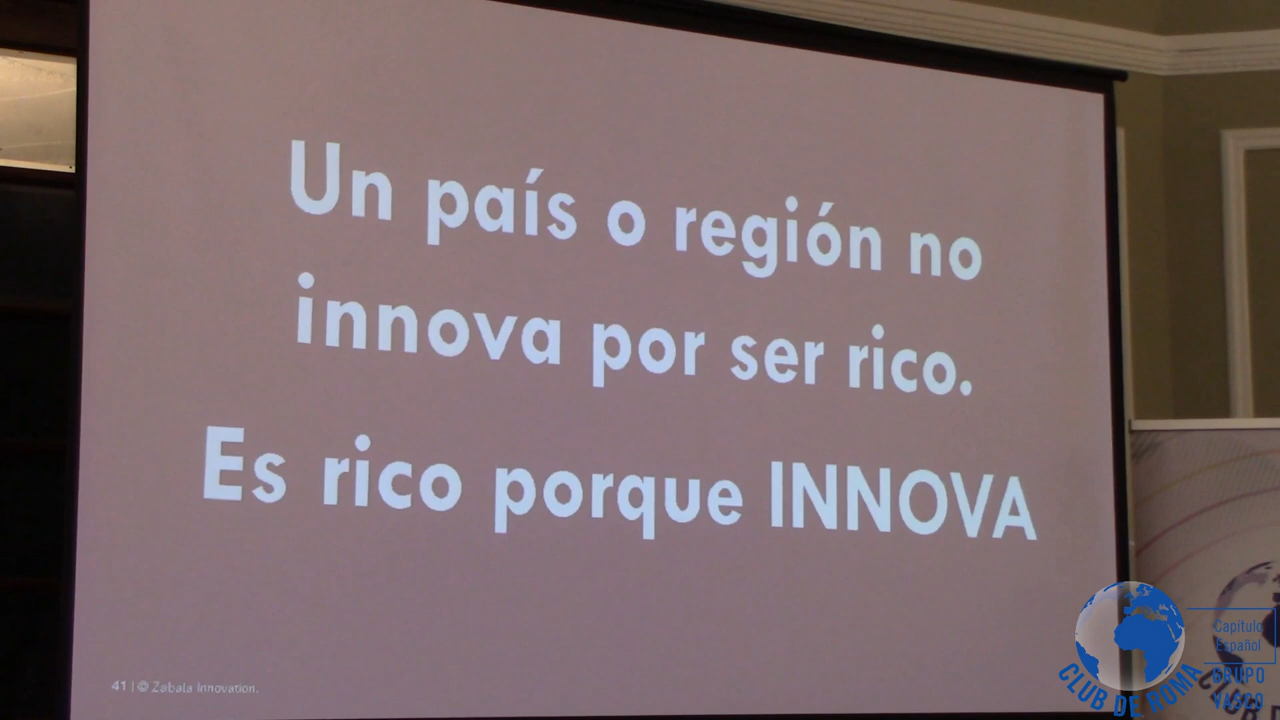 Un país o región no
innova por ser rico.
Es rico porque INNOVA
41 | © Zabala Innovation.
Capítulo
Español
GRUPO
VASCO
CLUB DE ROMA